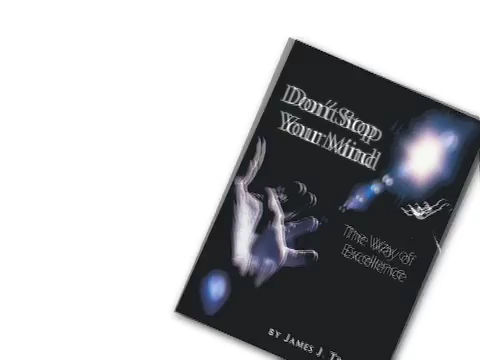 Don't Stop
Your Mind
The Way of
Excellence
BY JAMES J.